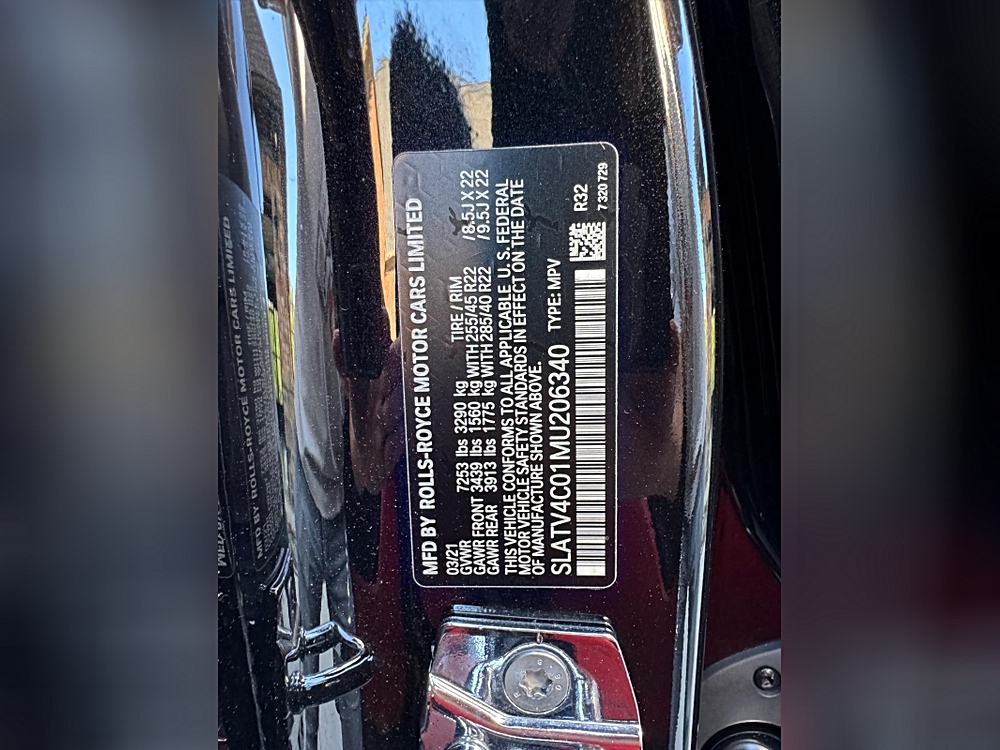 MFD BY ROLLS-ROYCE MOTOR CARS LIMITED
03/21 TIRE / RIM
GVWR 7253 lbs 3290 kg
GAWR FRONT 3439 lbs 1560 kg WITH 255/45 R22 /8.5J X 22
GAWR REAR 3913 lbs 1775 kg WITH 285/40 R22 /9.5J X 22
THIS VEHICLE CONFORMS TO ALL APPLICABLE U. S. FEDERAL
MOTOR VEHICLE SAFETY STANDARDS IN EFFECT ON THE DATE
OF MANUFACTURE SHOWN ABOVE.
SLATV4C01MU206340 TYPE: MPV R32
7 320 729